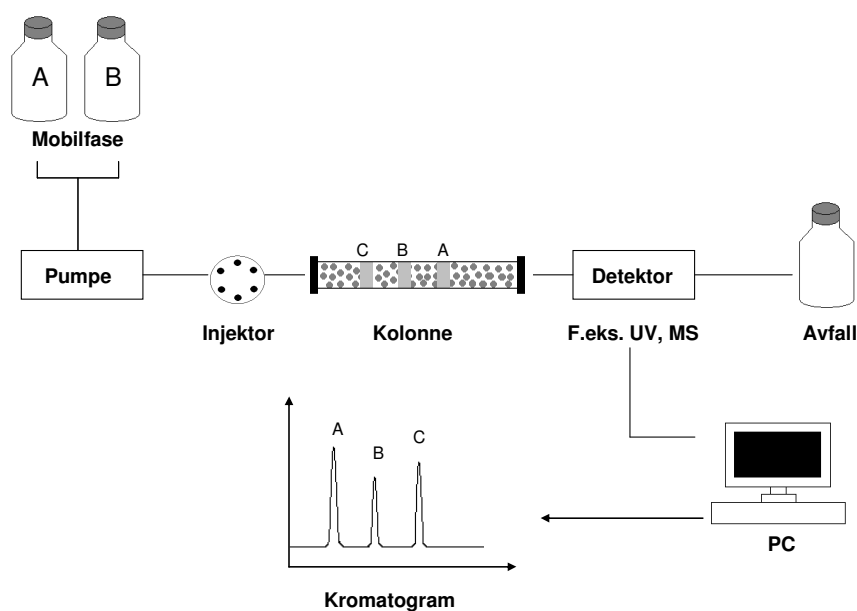 A B
Mobilfase
C B A
Pumpe
Detektor
Injektor
Kolonne
F.eks. UV, MS
Avfall
A
B
C
PC
Kromatogram